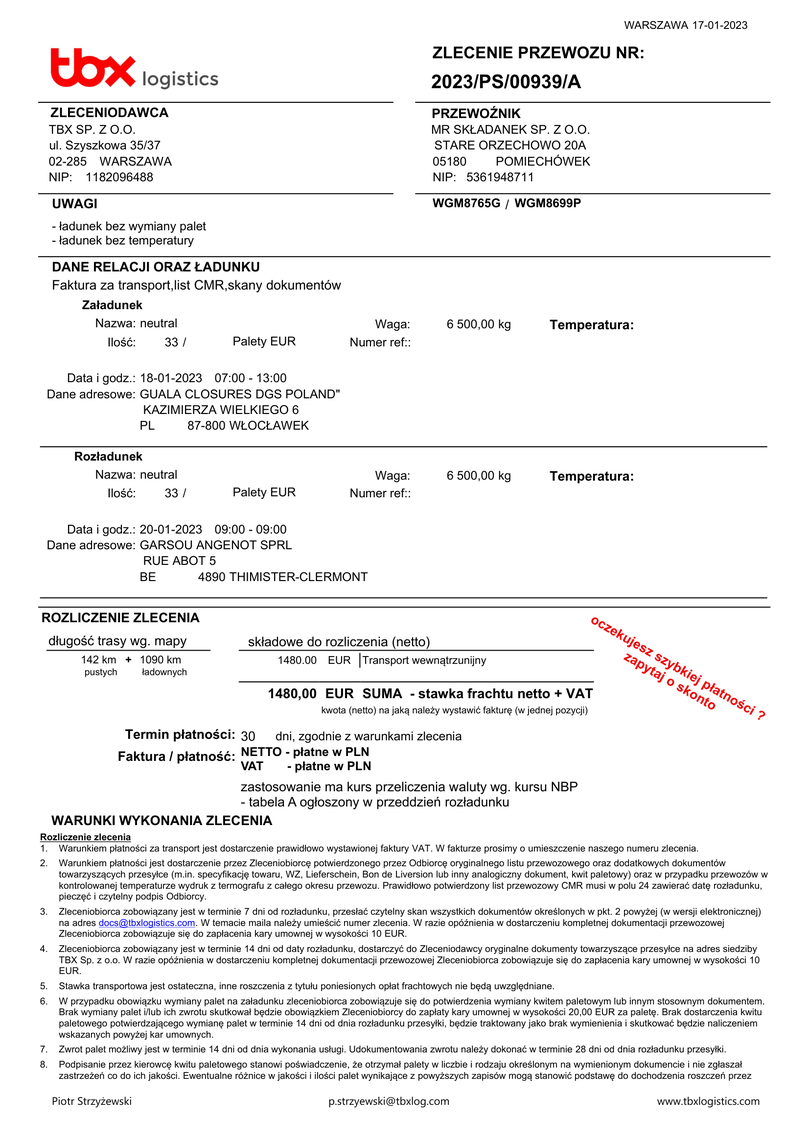 WARSZAWA 17-01-2023
tbx logistics
ZLECENIE PRZEWOZU NR:
2023/PS/00939/A
ZLECENIODAWCA
TBX SP. Z O.O.
ul. Szyszkowa 35/37
02-285 WARSZAWA
NIP: 1182096488
PRZEWOŹNIK
MR SKŁADANEK SP. Z O.O.
STARE ORZECHOWO 20A
05180 POMIECHÓWEK
NIP: 5361948711
UWAGI
WGM8765G / WGM8699P
- ładunek bez wymiany palet
- ładunek bez temperatury
DANE RELACJI ORAZ ŁADUNKU
Faktura za transport,list CMR,skany dokumentów
Załadunek
Nazwa: neutral Waga: 6 500,00 kg Temperatura:
Ilość: 33 / Palety EUR Numer ref::
Data i godz.: 18-01-2023 07:00 - 13:00
Dane adresowe: GUALA CLOSURES DGS POLAND"
KAZIMIERZA WIELKIEGO 6
PL 87-800 WŁOCŁAWEK
Rozładunek
Nazwa: neutral Waga: 6 500,00 kg Temperatura:
Ilość: 33 / Palety EUR Numer ref::
Data i godz.: 20-01-2023 09:00 - 09:00
Dane adresowe: GARSOU ANGENOT SPRL
RUE ABOT 5
BE 4890 THIMISTER-CLERMONT
ROZLICZENIE ZLECENIA
długość trasy wg. mapy
142 km + 1090 km
pustych ładownych
składowe do rozliczenia (netto)
1480.00 EUR Transport wewnątrzunijny
1480,00 EUR SUMA - stawka frachtu netto + VAT
kwota (netto) na jaką należy wystawić fakturę (w jednej pozycji)
oczekujesz szybkiej płatności ?
zapytaj o skonto
Termin płatności: 30 dni, zgodnie z warunkami zlecenia
Faktura / płatność: NETTO - płatne w PLN
VAT - płatne w PLN
zastosowanie ma kurs przeliczenia waluty wg. kursu NBP
- tabela A ogłoszony w przeddzień rozładunku
WARUNKI WYKONANIA ZLECENIA
Rozliczenie zlecenia
1. Warunkiem płatności za transport jest dostarczenie prawidłowo wystawionej faktury VAT. W fakturze prosimy o umieszczenie naszego numeru zlecenia.
2. Warunkiem płatności jest dostarczenie przez Zleceniobiorcę potwierdzonego przez Odbiorcę oryginalnego listu przewozowego oraz dodatkowych dokumentów
towarzyszących przesyłce (m.in. specyfikację towaru, WZ, Lieferschein, Bon de Liversion lub inny analogiczny dokument, kwit paletowy) oraz w przypadku przewozów w
kontrolowanej temperaturze wydruk z termografu z całego okresu przewozu. Prawidłowo potwierdzony list przewozowy CMR musi w polu 24 zawierać datę rozładunku,
pieczęć i czytelny podpis Odbiorcy.
3. Zleceniobiorca zobowiązany jest w terminie 7 dni od rozładunku, przesłać czytelny skan wszystkich dokumentów określonych w pkt. 2 powyżej (w wersji elektronicznej)
na adres docs@tbxlogistics.com. W temacie maila należy umieścić numer zlecenia. W razie opóźnienia w dostarczeniu kompletnej dokumentacji przewozowej
Zleceniobiorca zobowiązuje się do zapłacenia kary umownej w wysokości 10 EUR.
4. Zleceniobiorca zobowiązany jest w terminie 14 dni od daty rozładunku, dostarczyć do Zleceniodawcy oryginalne dokumenty towarzyszące przesyłce na adres siedziby
TBX Sp. z o.o. W razie opóźnienia w dostarczeniu kompletnej dokumentacji przewozowej Zleceniobiorca zobowiązuje się do zapłacenia kary umownej w wysokości 10
EUR.
5. Stawka transportowa jest ostateczna, inne roszczenia z tytułu poniesionych opłat frachtowych nie będą uwzględniane.
6. W przypadku obowiązku wymiany palet na załadunku zleceniobiorca zobowiązuje się do potwierdzenia wymiany kwitem paletowym lub innym stosownym dokumentem.
Brak wymiany palet i/lub ich zwrotu skutkował będzie obowiązkiem Zleceniobiorcy do zapłaty kary umownej w wysokości 20,00 EUR za paletę. Brak dostarczenia kwitu
paletowego potwierdzającego wymianę palet w terminie 14 dni od dnia rozładunku przesyłki, będzie traktowany jako brak wymienienia i skutkować będzie naliczeniem
wskazanych powyżej kar umownych.
7. Zwrot palet możliwy jest w terminie 14 dni od dnia wykonania usługi. Udokumentowania zwrotu należy dokonać w terminie 28 dni od dnia rozładunku przesyłki.
8. Podpisanie przez kierowcę kwitu paletowego stanowi poświadczenie, że otrzymał palety w liczbie i rodzaju określonym na wymienionym dokumencie i nie zgłaszał
zastrzeżeń co do ich jakości. Ewentualne różnice w jakości i ilości palet wynikające z powyższych zapisów mogą stanowić podstawę do dochodzenia roszczeń przez
Piotr Strzyżewski p.strzyewski@tbxlog.com www.tbxlogistics.com